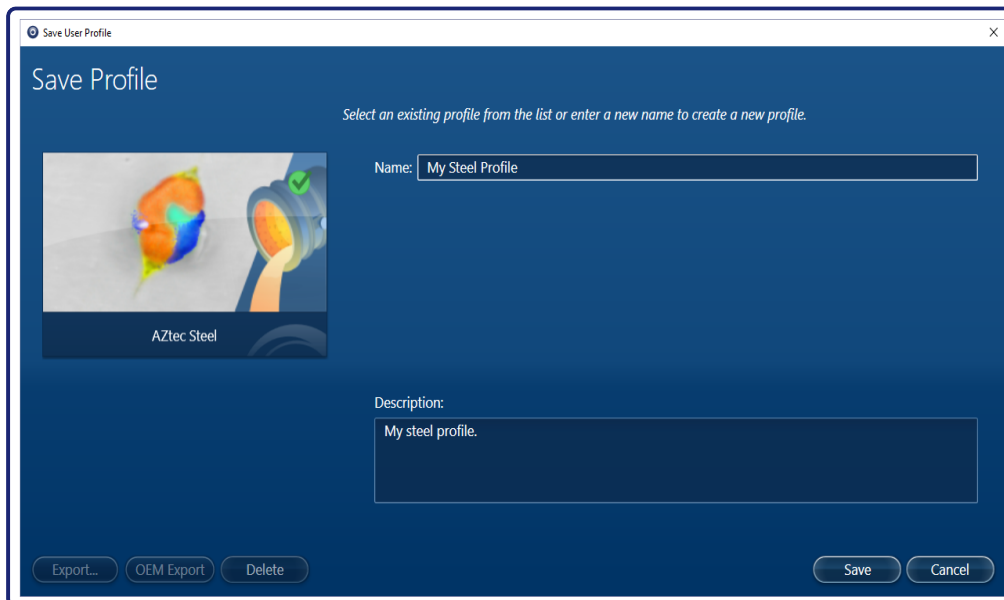 Save User Profile
Save Profile
Select an existing profile from the list or enter a new name to create a new profile.
Name: My Steel Profile
AZtec Steel
Description:
My steel profile.
Export... OEM Export Delete Save Cancel